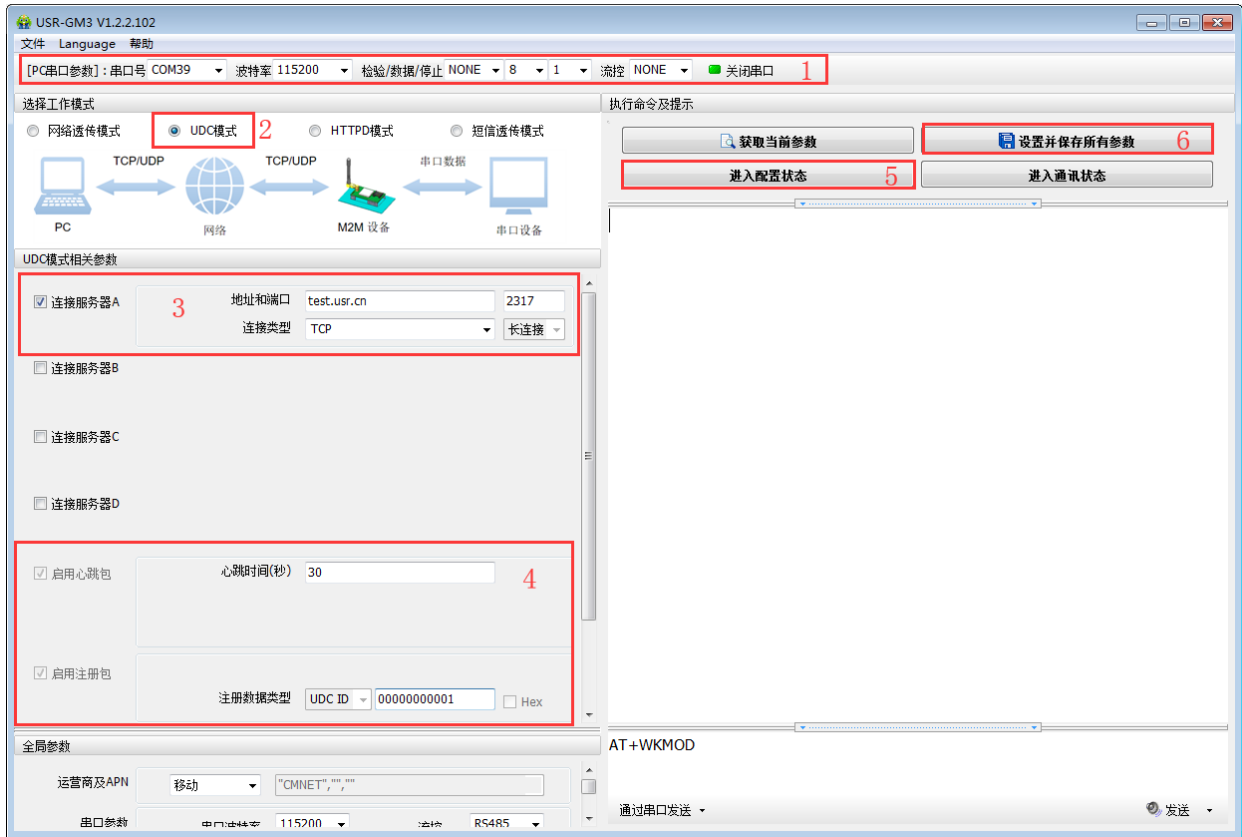 USR-GM3 V1.2.2.102
文件 Language 帮助
[PC串口参数]:串口号 COM39 波特率 115200 检验/数据/停止 NONE 8 1 流控 NONE 关闭串口 1
选择工作模式
网络透传模式 UDC模式 2 HTTPD模式 短信透传模式
TCP/UDP TCP/UDP 串口数据
PC 网络 M2M 设备 串口设备
UDC模式相关参数
连接服务器A 3 地址和端口 test.usr.cn 2317
连接类型 TCP 长连接
连接服务器B
连接服务器C
连接服务器D
启用心跳包 心跳时间(秒) 30 4
启用注册包
注册数据类型 UDC ID 00000000001 Hex
全局参数
运营商及APN 移动 "CMNET","",""
串口参数 串口波特率 115200 流控 RS485
执行命令及提示
获取当前参数 设置并保存所有参数 6
进入配置状态 5 进入通讯状态
AT+WKMOD
通过串口发送 发送